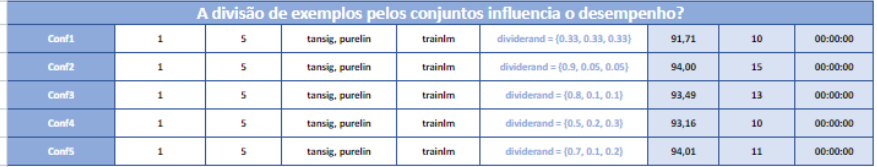 A divisão de exemplos pelos conjuntos influencia o desempenho?
Conf1 1 5 tansig, purelin trainlm dividerand = {0.33, 0.33, 0.33} 91,71 10 00:00:00
Conf2 1 5 tansig, purelin trainlm dividerand = {0.9, 0.05, 0.05} 94,00 15 00:00:00
Conf3 1 5 tansig, purelin trainlm dividerand = {0.8, 0.1, 0.1} 93,49 13 00:00:00
Conf4 1 5 tansig, purelin trainlm dividerand = {0.5, 0.2, 0.3} 93,16 10 00:00:00
Conf5 1 5 tansig, purelin trainlm dividerand = {0.7, 0.1, 0.2} 94,01 11 00:00:00